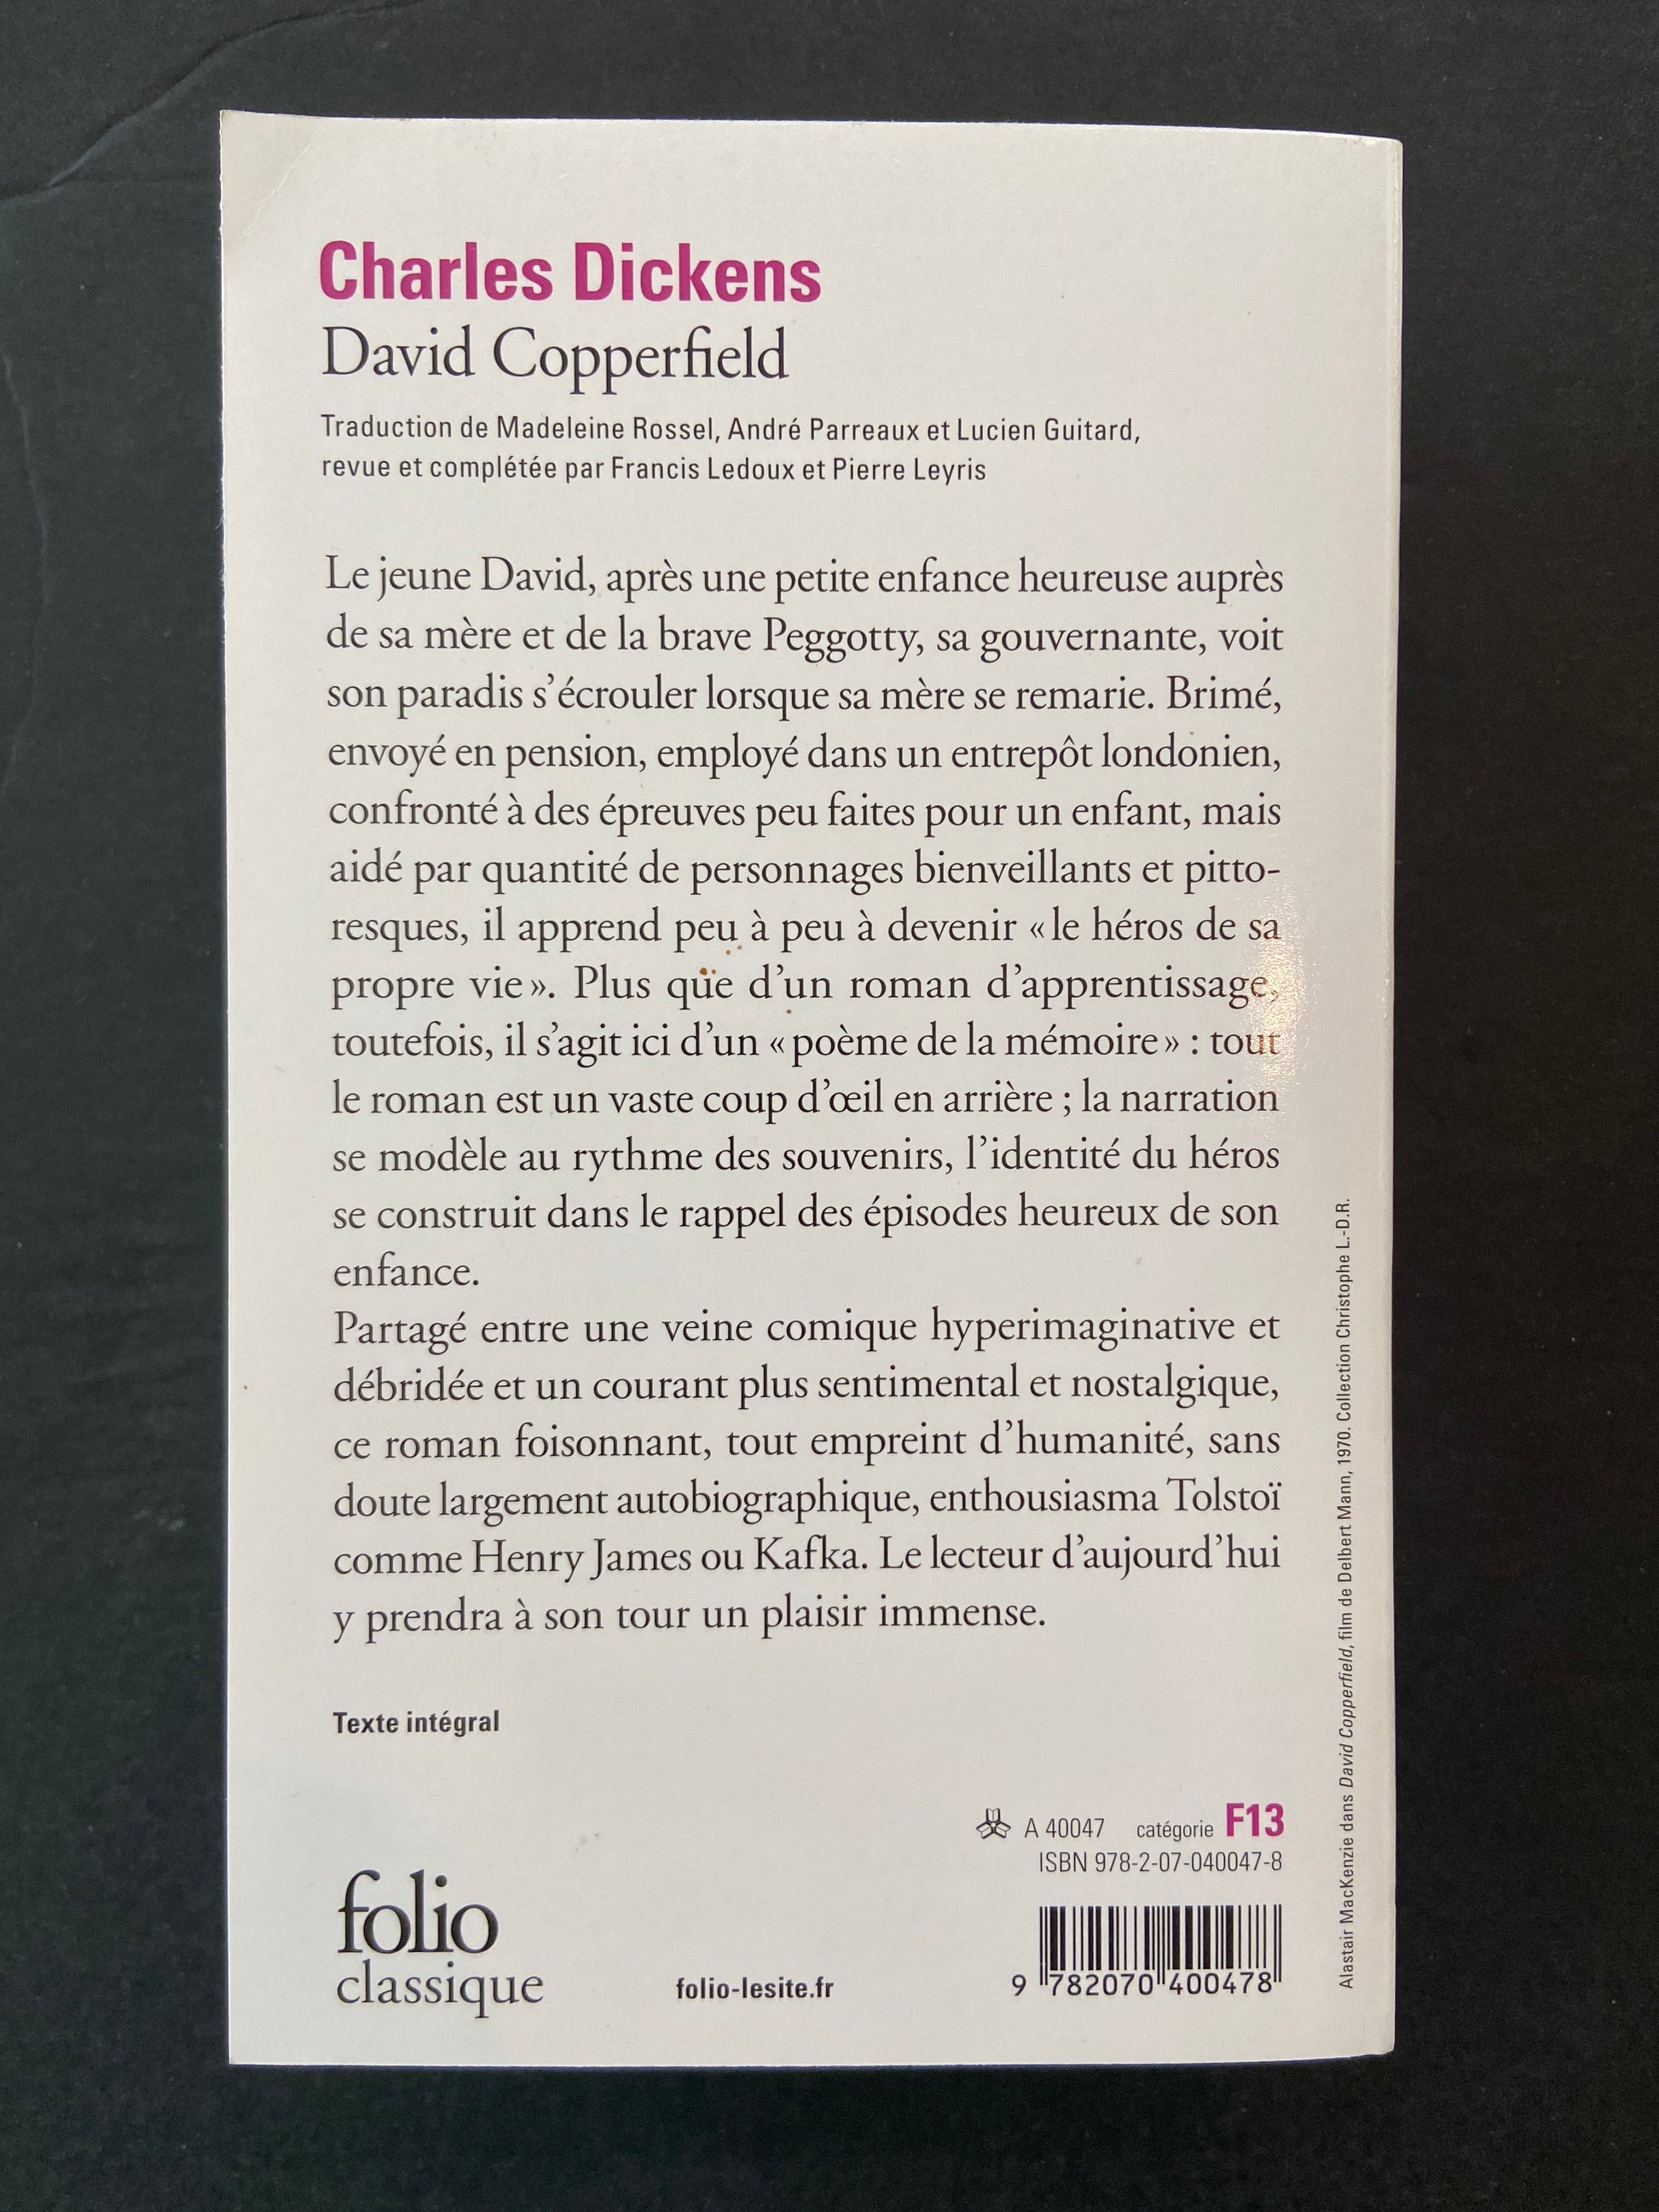 Charles Dickens
David Copperfield
Traduction de Madeleine Rossel, André Parreaux et Lucien Guitard,
revue et complétée par Francis Ledoux et Pierre Leyris
Le jeune David, après une petite enfance heureuse auprès
de sa mère et de la brave Peggotty, sa gouvernante, voit
son paradis s'écrouler lorsque sa mère se remarie. Brimé,
envoyé en pension, employé dans un entrepôt londonien,
confronté à des épreuves peu faites pour un enfant, mais
aidé par quantité de personnages bienveillants et pitto-
resques, il apprend peu à peu à devenir « le héros de sa
propre vie ». Plus que d'un roman d'apprentissage,
toutefois, il s'agit ici d'un « poème de la mémoire » : tout
le roman est un vaste coup d'œil en arrière ; la narration
se modèle au rythme des souvenirs, l'identité du héros
se construit dans le rappel des épisodes heureux de son
enfance.
Partagé entre une veine comique hyperimaginative et
débridée et un courant plus sentimental et nostalgique,
ce roman foisonnant, tout empreint d'humanité, sans
doute largement autobiographique, enthousiasma Tolstoï
comme Henry James ou Kafka. Le lecteur d'aujourd'hui
y prendra à son tour un plaisir immense.
Texte intégral
A 40047 catégorie F13
ISBN 978-2-07-040047-8
folio
classique
folio-lesite.fr
9 782070 400478
Alastair MacKenzie dans David Copperfield, film de Delbert Mann, 1970. Collection Christophe L.-D.R.